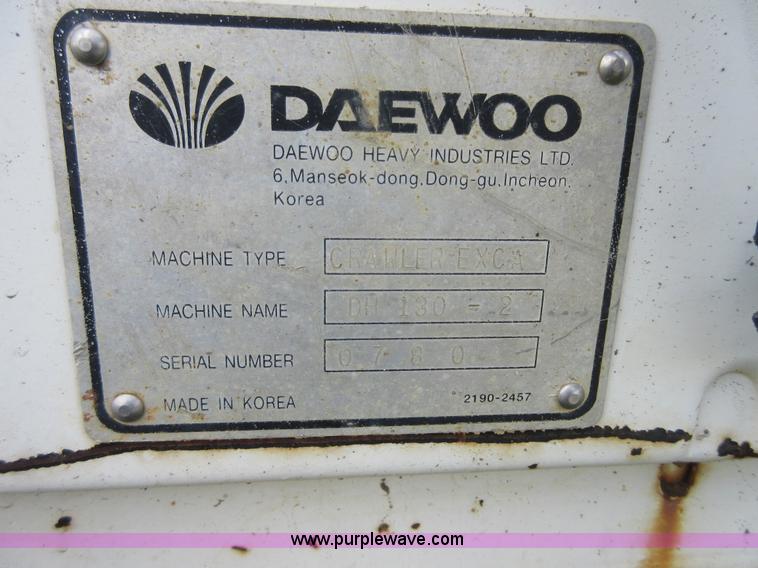 DAEWOO
DAEWOO HEAVY INDUSTRIES LTD.
6,Manseok-dong,Dong-gu,Incheon,
Korea
MACHINE TYPE CRAWLER EXCA
MACHINE NAME DH 130 - 2
SERIAL NUMBER 0780
MADE IN KOREA 2190-2457
www.purplewave.com